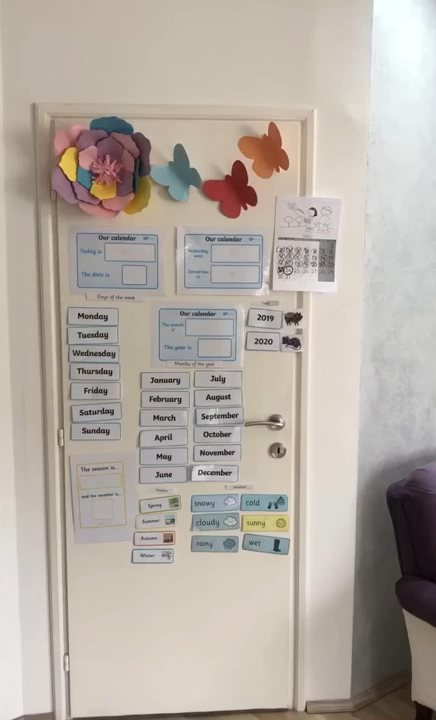 Our calendar
Today is
The date is
Our calendar
Yesterday was
Tomorrow is
Days of the week
Monday
Tuesday
Wednesday
Thursday
Friday
Saturday
Sunday
Our calendar
The month is
The year is
2019
2020
Months of the year
January
February
March
April
May
June
July
August
September
October
November
December
The season is..
and the weather is...
Spring
Summer
Autumn
Winter
snowy
cold
cloudy
sunny
rainy
wet